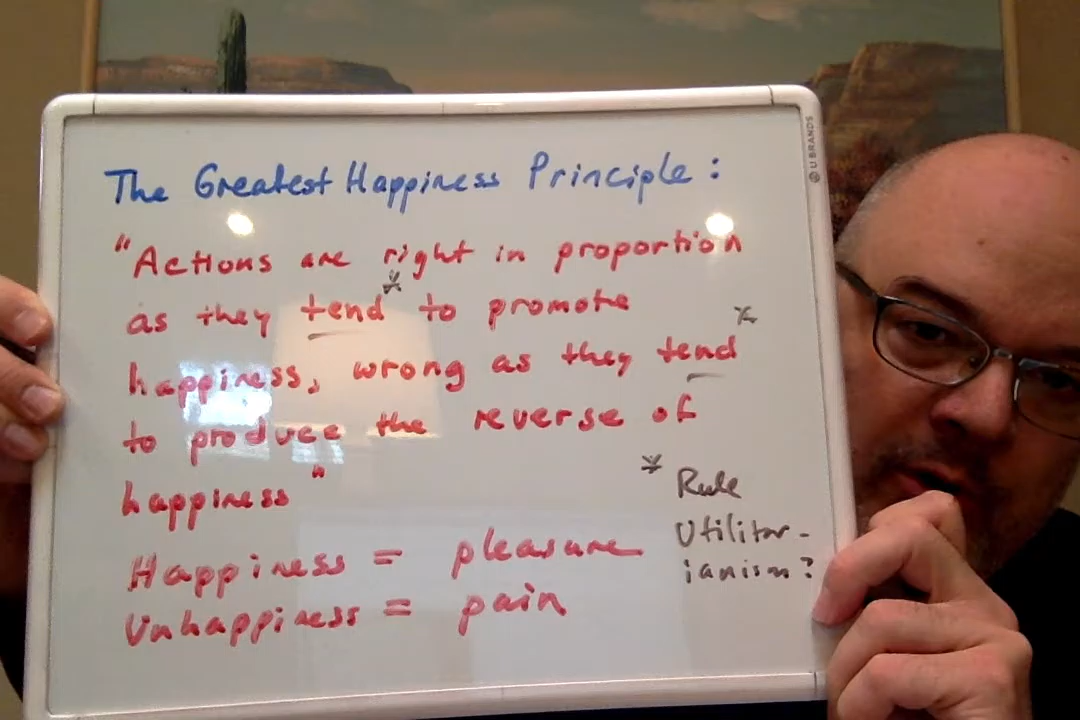 The Greatest Happiness Principle:
"Actions are right in proportion
as they tend* to promote
happiness, wrong as they tend*
to produce the reverse of
happiness"
* Rule
Utilitar-
ianism?
Happiness = pleasure
Unhappiness = pain
U BRANDS